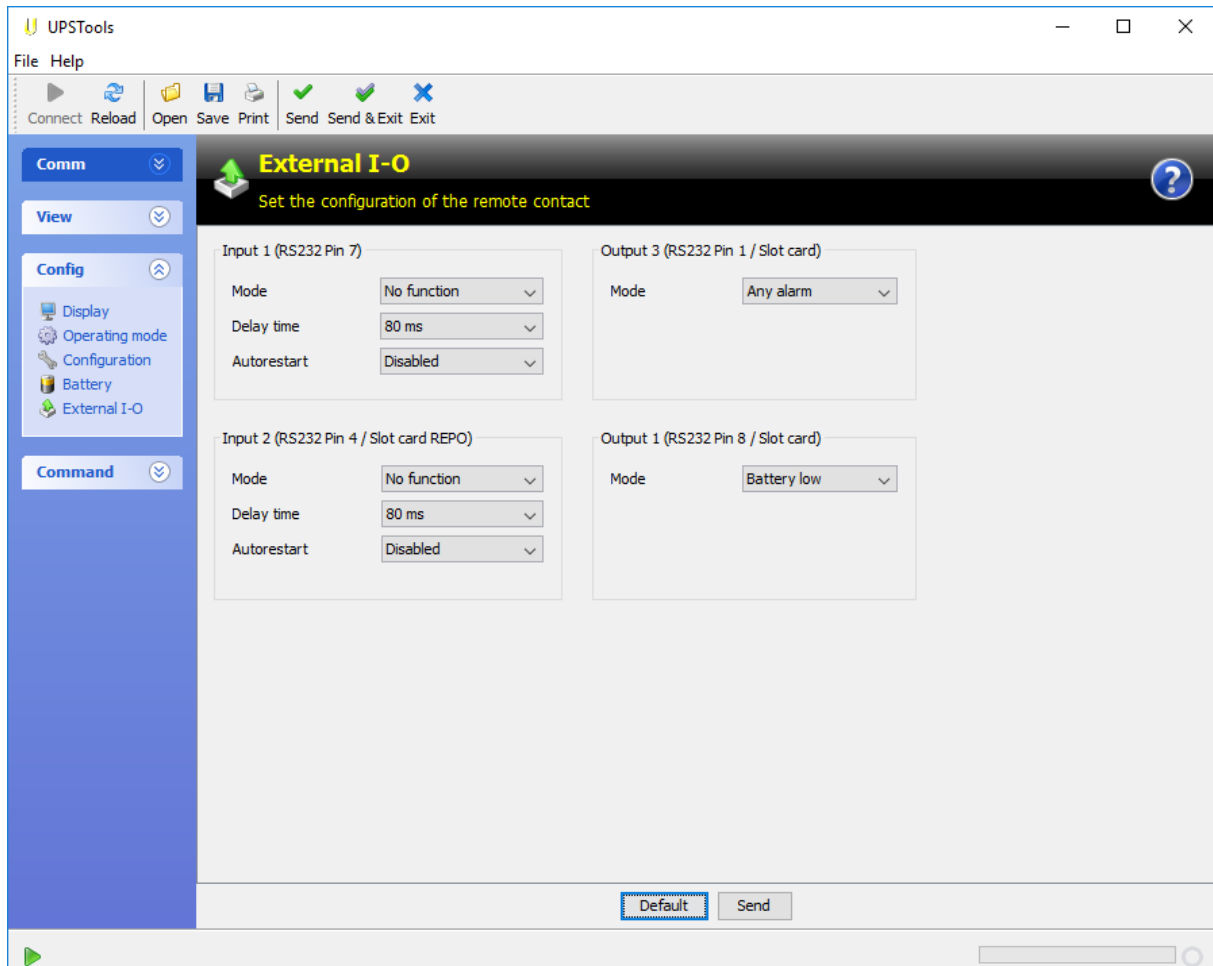 UPSTools
File Help
Connect Reload Open Save Print Send Send & Exit Exit
Comm
View
Config
Display
Operating mode
Configuration
Battery
External I-O
Command
External I-O
Set the configuration of the remote contact
?
Input 1 (RS232 Pin 7)
Mode No function
Delay time 80 ms
Autorestart Disabled
Output 3 (RS232 Pin 1 / Slot card)
Mode Any alarm
Input 2 (RS232 Pin 4 / Slot card REPO)
Mode No function
Delay time 80 ms
Autorestart Disabled
Output 1 (RS232 Pin 8 / Slot card)
Mode Battery low
Default Send